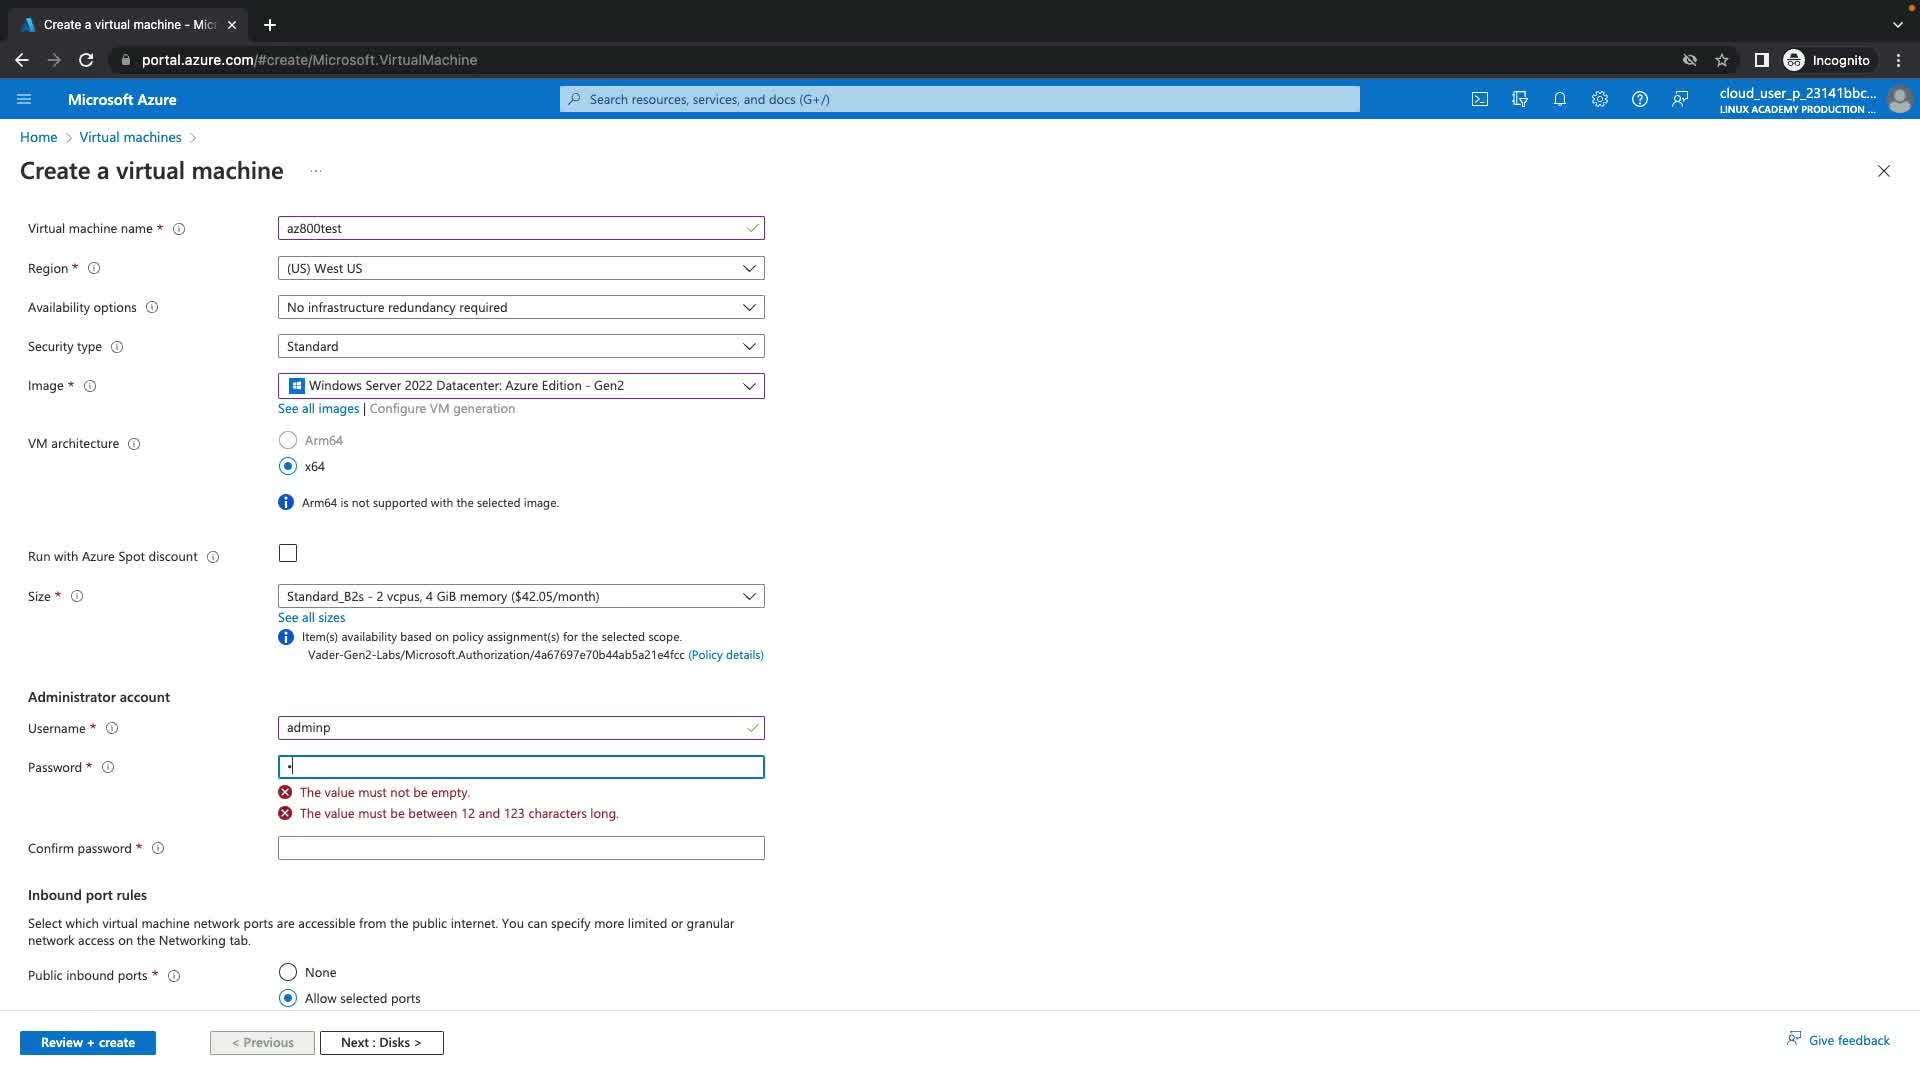 Create a virtual machine - Mic
portal.azure.com/#create/Microsoft.VirtualMachine
Incognito
Microsoft Azure
Search resources, services, and docs (G+/)
cloud_user_p_23141bbc...
LINUX ACADEMY PRODUCTION ...
Home > Virtual machines >
Create a virtual machine ...
Virtual machine name *
az800test
Region *
(US) West US
Availability options
No infrastructure redundancy required
Security type
Standard
Image *
Windows Server 2022 Datacenter: Azure Edition - Gen2
See all images | Configure VM generation
VM architecture
Arm64
x64
Arm64 is not supported with the selected image.
Run with Azure Spot discount
Size *
Standard_B2s - 2 vcpus, 4 GiB memory ($42.05/month)
See all sizes
Item(s) availability based on policy assignment(s) for the selected scope.
Vader-Gen2-Labs/Microsoft.Authorization/4a67697e70b44ab5a21e4fcc (Policy details)
Administrator account
Username *
adminp
Password *
•
The value must not be empty.
The value must be between 12 and 123 characters long.
Confirm password *
Inbound port rules
Select which virtual machine network ports are accessible from the public internet. You can specify more limited or granular
network access on the Networking tab.
Public inbound ports *
None
Allow selected ports
Review + create
< Previous
Next : Disks >
Give feedback